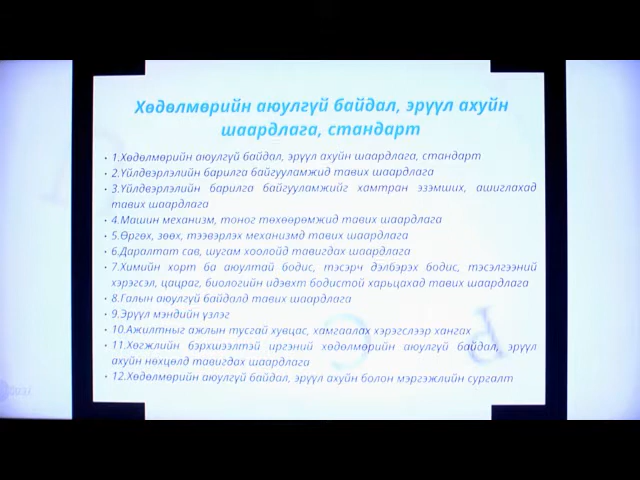 Хөдөлмөрийн аюулгүй байдал, эрүүл ахуйн
шаардлага, стандарт
• 1.Хөдөлмөрийн аюулгүй байдал, эрүүл ахуйн шаардлага, стандарт
• 2.Үйлдвэрлэлийн барилга байгууламжид тавих шаардлага
• 3.Үйлдвэрлэлийн барилга байгууламжийг хамтран эзэмших, ашиглахад
тавих шаардлага
• 4.Машин механизм, тоног төхөөрөмжид тавих шаардлага
• 5.Өргөх, зөөх, тээвэрлэх механизмд тавих шаардлага
• 6.Даралтат сав, шугам хоолойд тавигдах шаардлага
• 7.Химийн хорт ба аюултай бодис, тэсэрч дэлбэрэх бодис, тэсэлгээний
хэрэгсэл, цацраг, биологийн идэвхт бодистой харьцахад тавих шаардлага
• 8.Галын аюулгүй байдалд тавих шаардлага
• 9.Эрүүл мэндийн үзлэг
• 10.Ажилтныг ажлын тусгай хувцас, хамгаалах хэрэгслээр хангах
• 11.Хөгжлийн бэрхшээлтэй иргэний хөдөлмөрийн аюулгүй байдал, эрүүл
ахуйн нөхцөлд тавигдах шаардлага
• 12.Хөдөлмөрийн аюулгүй байдал, эрүүл ахуйн болон мэргэжлийн сургалт